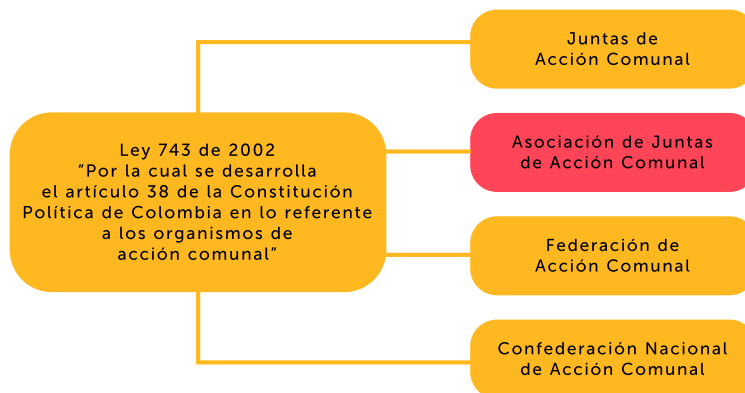 Ley 743 de 2002
“Por la cual se desarrolla
el artículo 38 de la Constitución
Política de Colombia en lo referente
a los organismos de
acción comunal”
Juntas de
Acción Comunal
Asociación de Juntas
de Acción Comunal
Federación de
Acción Comunal
Confederación Nacional
de Acción Comunal